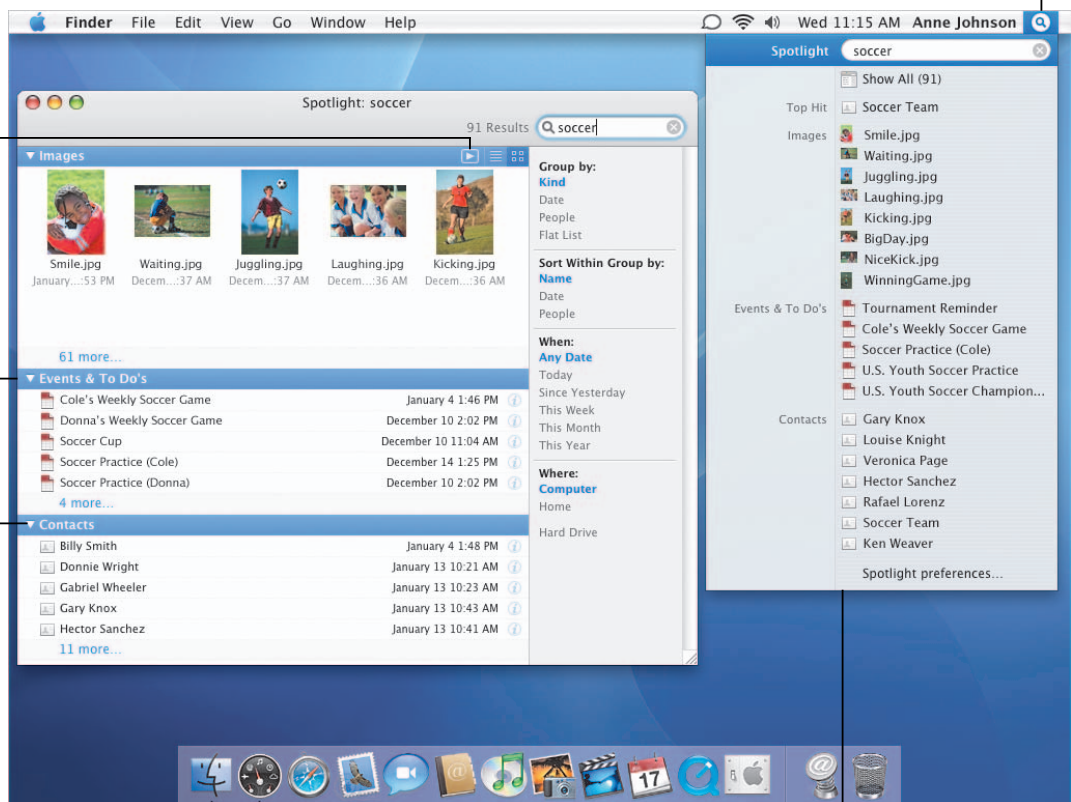 Finder File Edit View Go Window Help
Wed 11:15 AM Anne Johnson
Spotlight soccer
Show All (91)
Top Hit Soccer Team
Images Smile.jpg
Waiting.jpg
Juggling.jpg
Laughing.jpg
Kicking.jpg
BigDay.jpg
NiceKick.jpg
WinningGame.jpg
Events & To Do's Tournament Reminder
Cole's Weekly Soccer Game
Soccer Practice (Cole)
U.S. Youth Soccer Practice
U.S. Youth Soccer Champion...
Contacts Gary Knox
Louise Knight
Veronica Page
Hector Sanchez
Rafael Lorenz
Soccer Team
Ken Weaver
Spotlight preferences...
Spotlight: soccer
91 Results soccer
Images
Smile.jpg Waiting.jpg Juggling.jpg Laughing.jpg Kicking.jpg
January...:53 PM Decem...:37 AM Decem...:37 AM Decem...:36 AM Decem...:36 AM
61 more...
Events & To Do's
Cole's Weekly Soccer Game January 4 1:46 PM
Donna's Weekly Soccer Game December 10 2:02 PM
Soccer Cup December 10 11:04 AM
Soccer Practice (Cole) December 14 1:25 PM
Soccer Practice (Donna) December 10 2:02 PM
4 more...
Contacts
Billy Smith January 4 1:48 PM
Donnie Wright January 13 10:21 AM
Gabriel Wheeler January 13 10:23 AM
Gary Knox January 13 10:43 AM
Hector Sanchez January 13 10:41 AM
11 more...
Group by:
Kind
Date
People
Flat List
Sort Within Group by:
Name
Date
People
When:
Any Date
Today
Since Yesterday
This Week
This Month
This Year
Where:
Computer
Home
Hard Drive
17